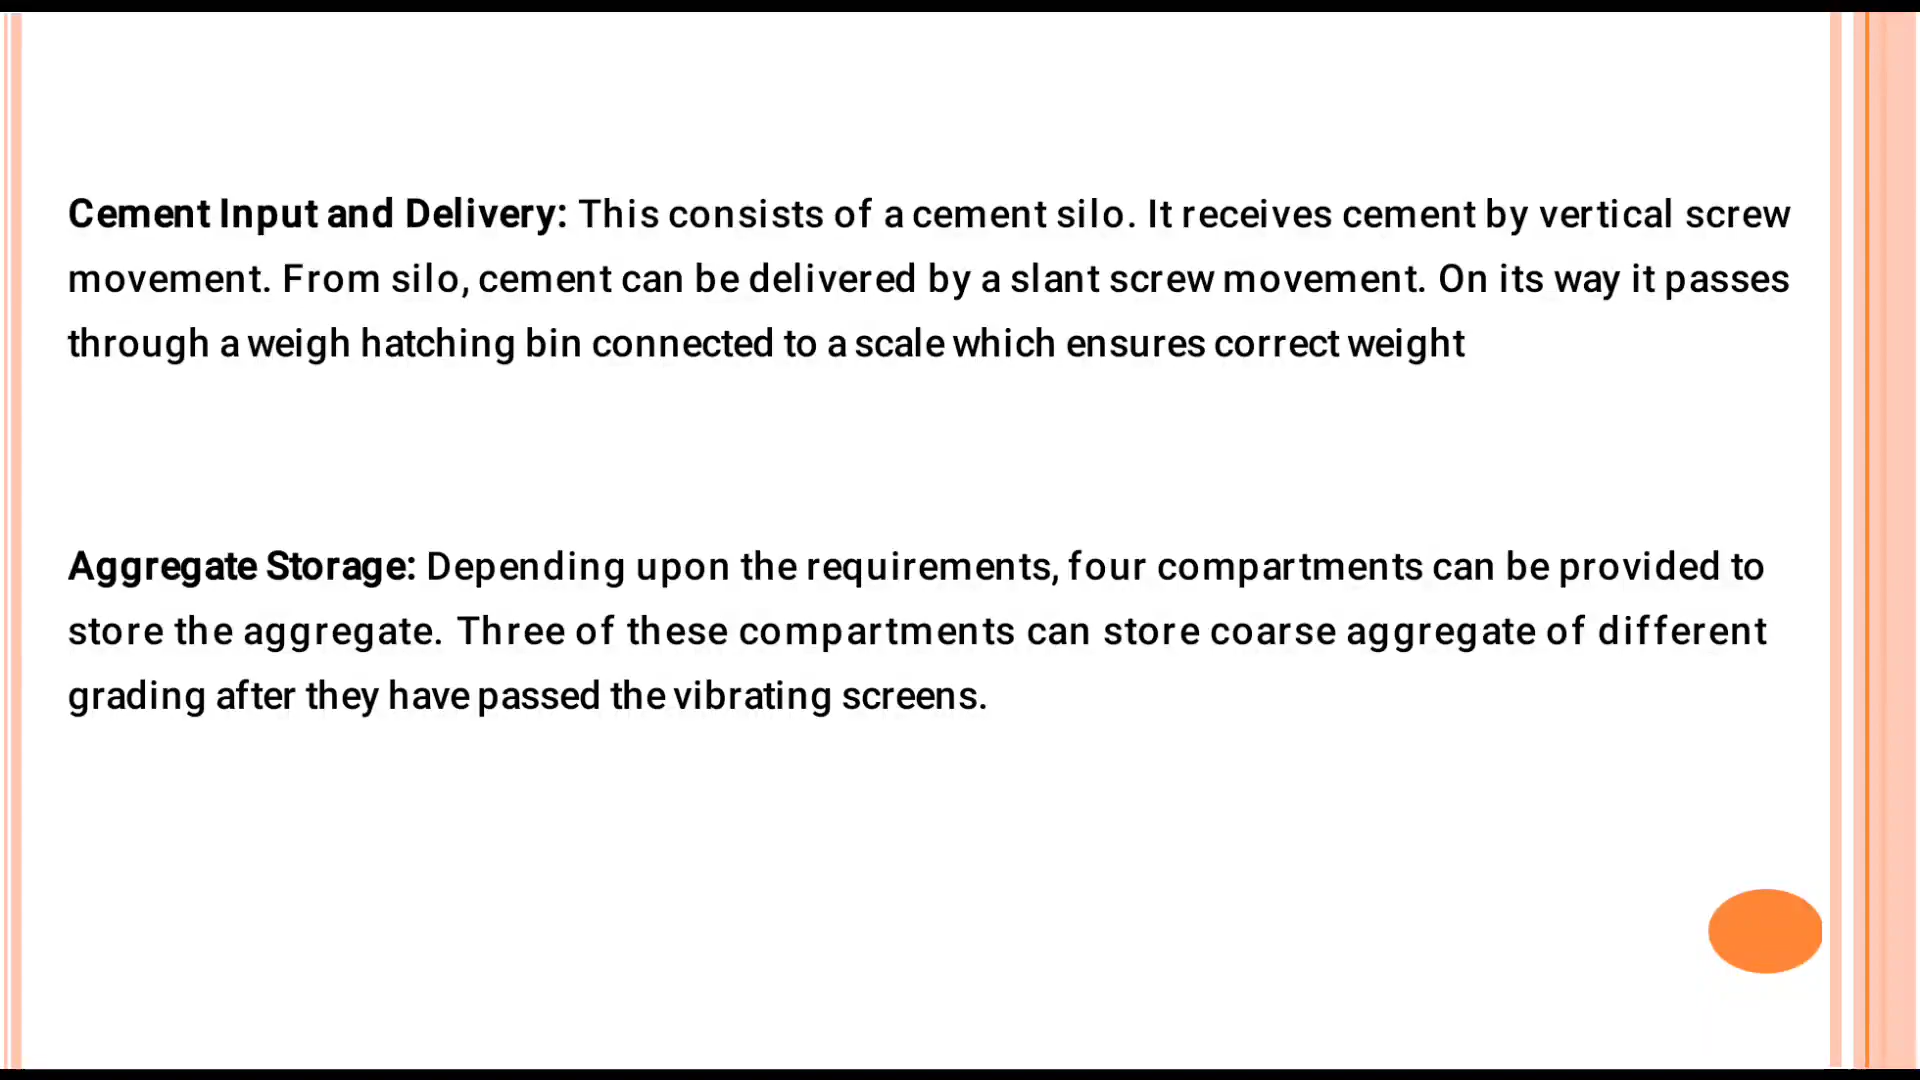 Cement Input and Delivery: This consists of a cement silo. It receives cement by vertical screw
movement. From silo, cement can be delivered by a slant screw movement. On its way it passes
through a weigh hatching bin connected to a scale which ensures correct weight
Aggregate Storage: Depending upon the requirements, four compartments can be provided to
store the aggregate. Three of these compartments can store coarse aggregate of different
grading after they have passed the vibrating screens.